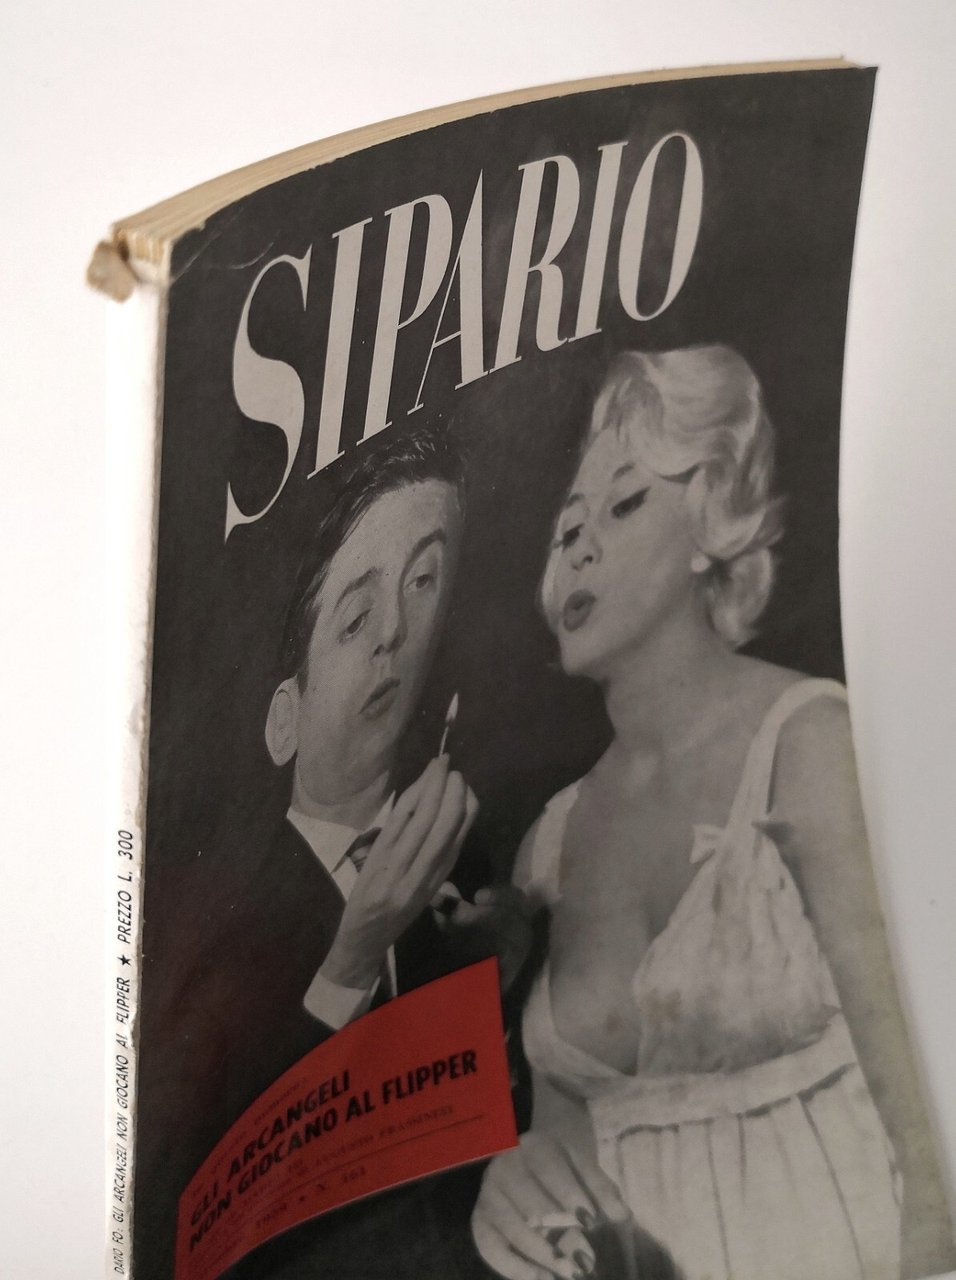 SIPARIO
GLI ARCANGELI
NON GIOCANO AL FLIPPER
DARIO FO: GLI ARCANGELI NON GIOCANO AL FLIPPER ★ PREZZO L. 300